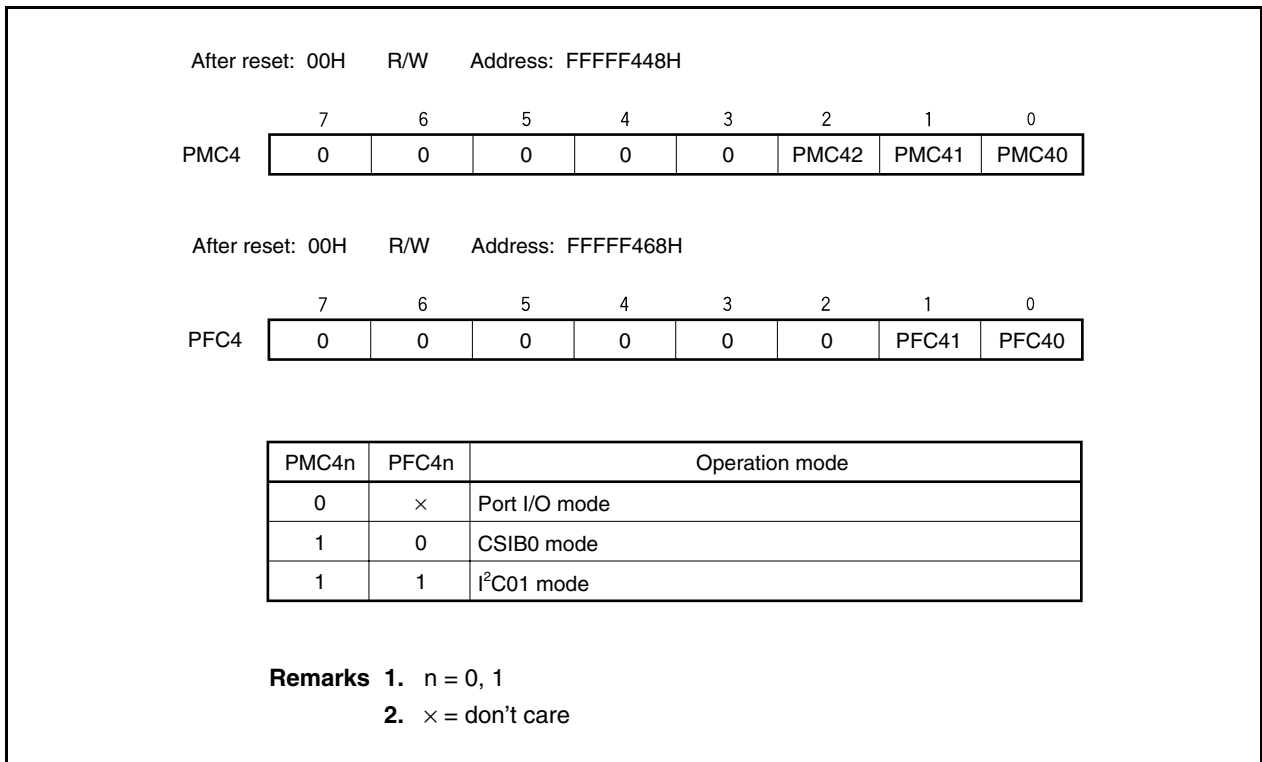 After reset: 00H R/W Address: FFFFF448H
7 6 5 4 3 2 1 0
PMC4 0 0 0 0 0 PMC42 PMC41 PMC40
After reset: 00H R/W Address: FFFFF468H
7 6 5 4 3 2 1 0
PFC4 0 0 0 0 0 0 PFC41 PFC40
PMC4n PFC4n Operation mode
0 × Port I/O mode
1 0 CSIB0 mode
1 1 I²C01 mode
Remarks 1. n = 0, 1
2. × = don't care